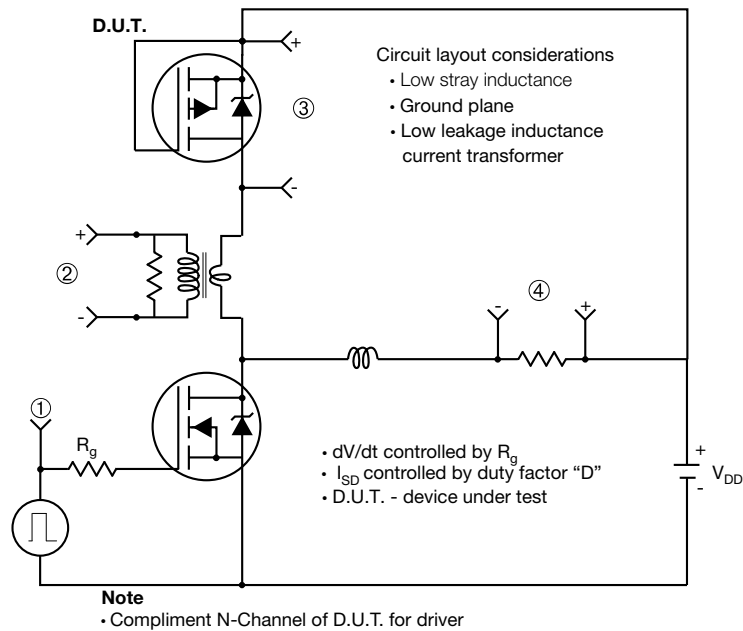 D.U.T.
+
Circuit layout considerations
• Low stray inductance
• Ground plane
• Low leakage inductance
current transformer
③
-
+
②
-
④
- +
①
Rg
• dV/dt controlled by Rg
• ISD controlled by duty factor “D”
• D.U.T. - device under test
+
VDD
-
Note
• Compliment N-Channel of D.U.T. for driver